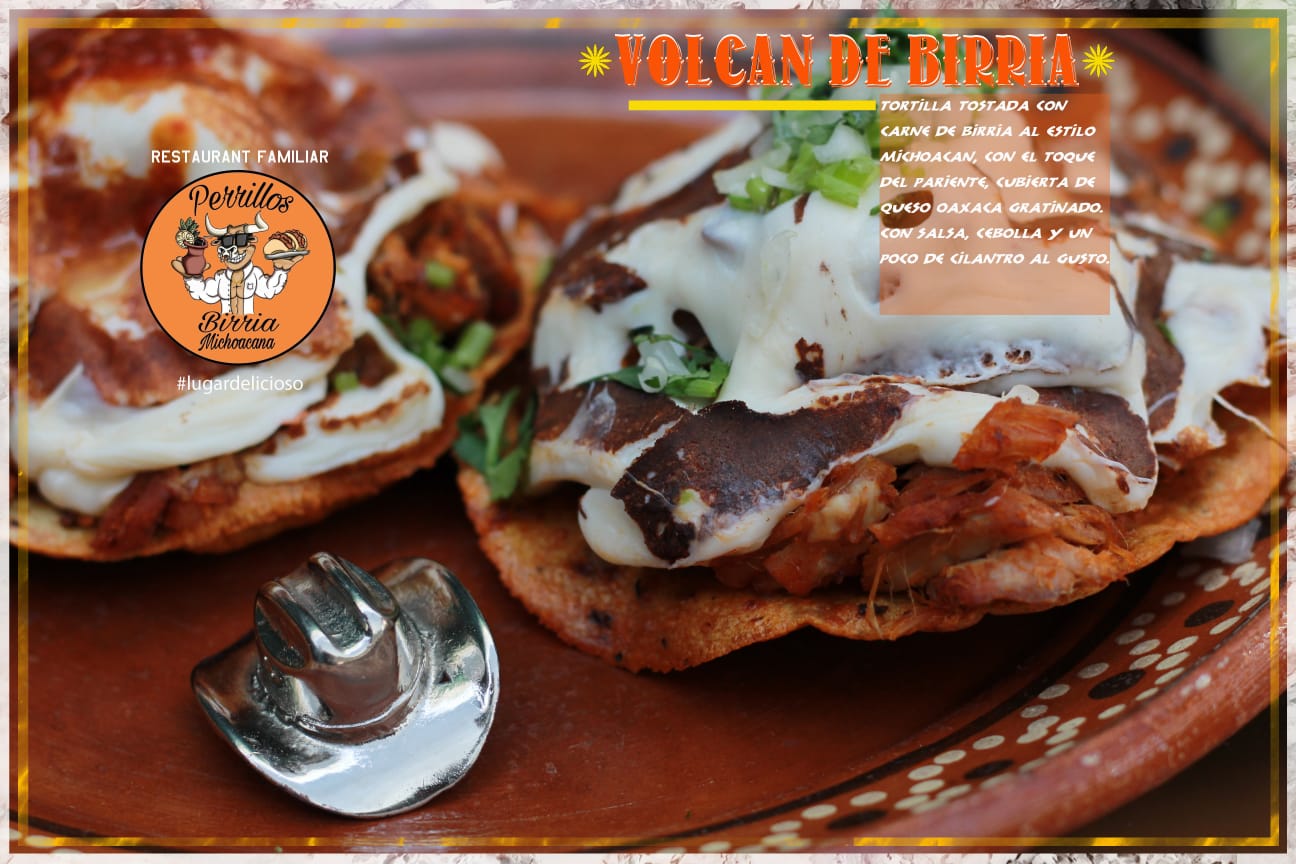 VOLCAN DE BIRRIA
TORTILLA TOSTADA CON
CARNE DE BIRRIA AL ESTILO
MICHOACAN, CON EL TOQUE
DEL PARIENTE, CUBIERTA DE
QUESO OAXACA GRATINADO.
CON SALSA, CEBOLLA Y UN
POCO DE CILANTRO AL GUSTO.
RESTAURANT FAMILIAR
Perrillos
Birria
Michoacana
#lugardelicioso